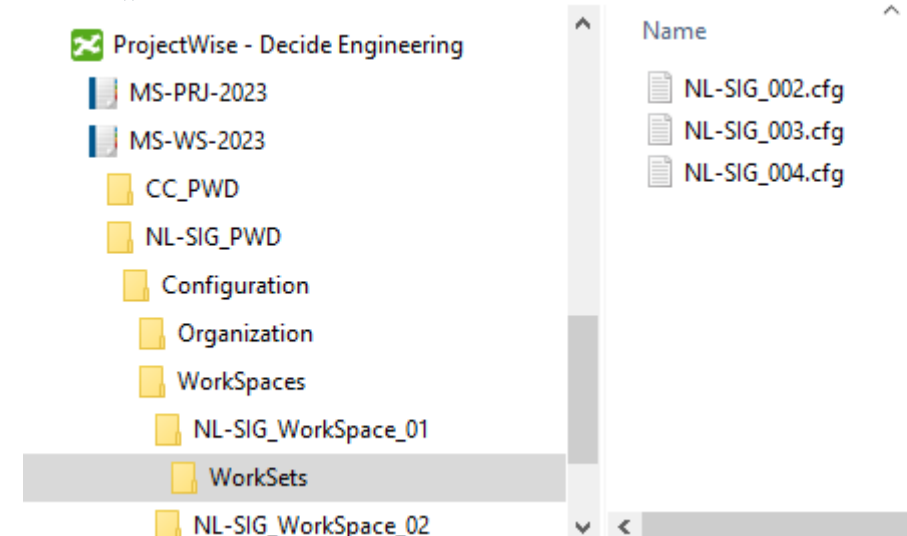 ProjectWise - Decide Engineering
MS-PRJ-2023
MS-WS-2023
CC_PWD
NL-SIG_PWD
Configuration
Organization
WorkSpaces
NL-SIG_WorkSpace_01
WorkSets
NL-SIG_WorkSpace_02
Name
NL-SIG_002.cfg
NL-SIG_003.cfg
NL-SIG_004.cfg